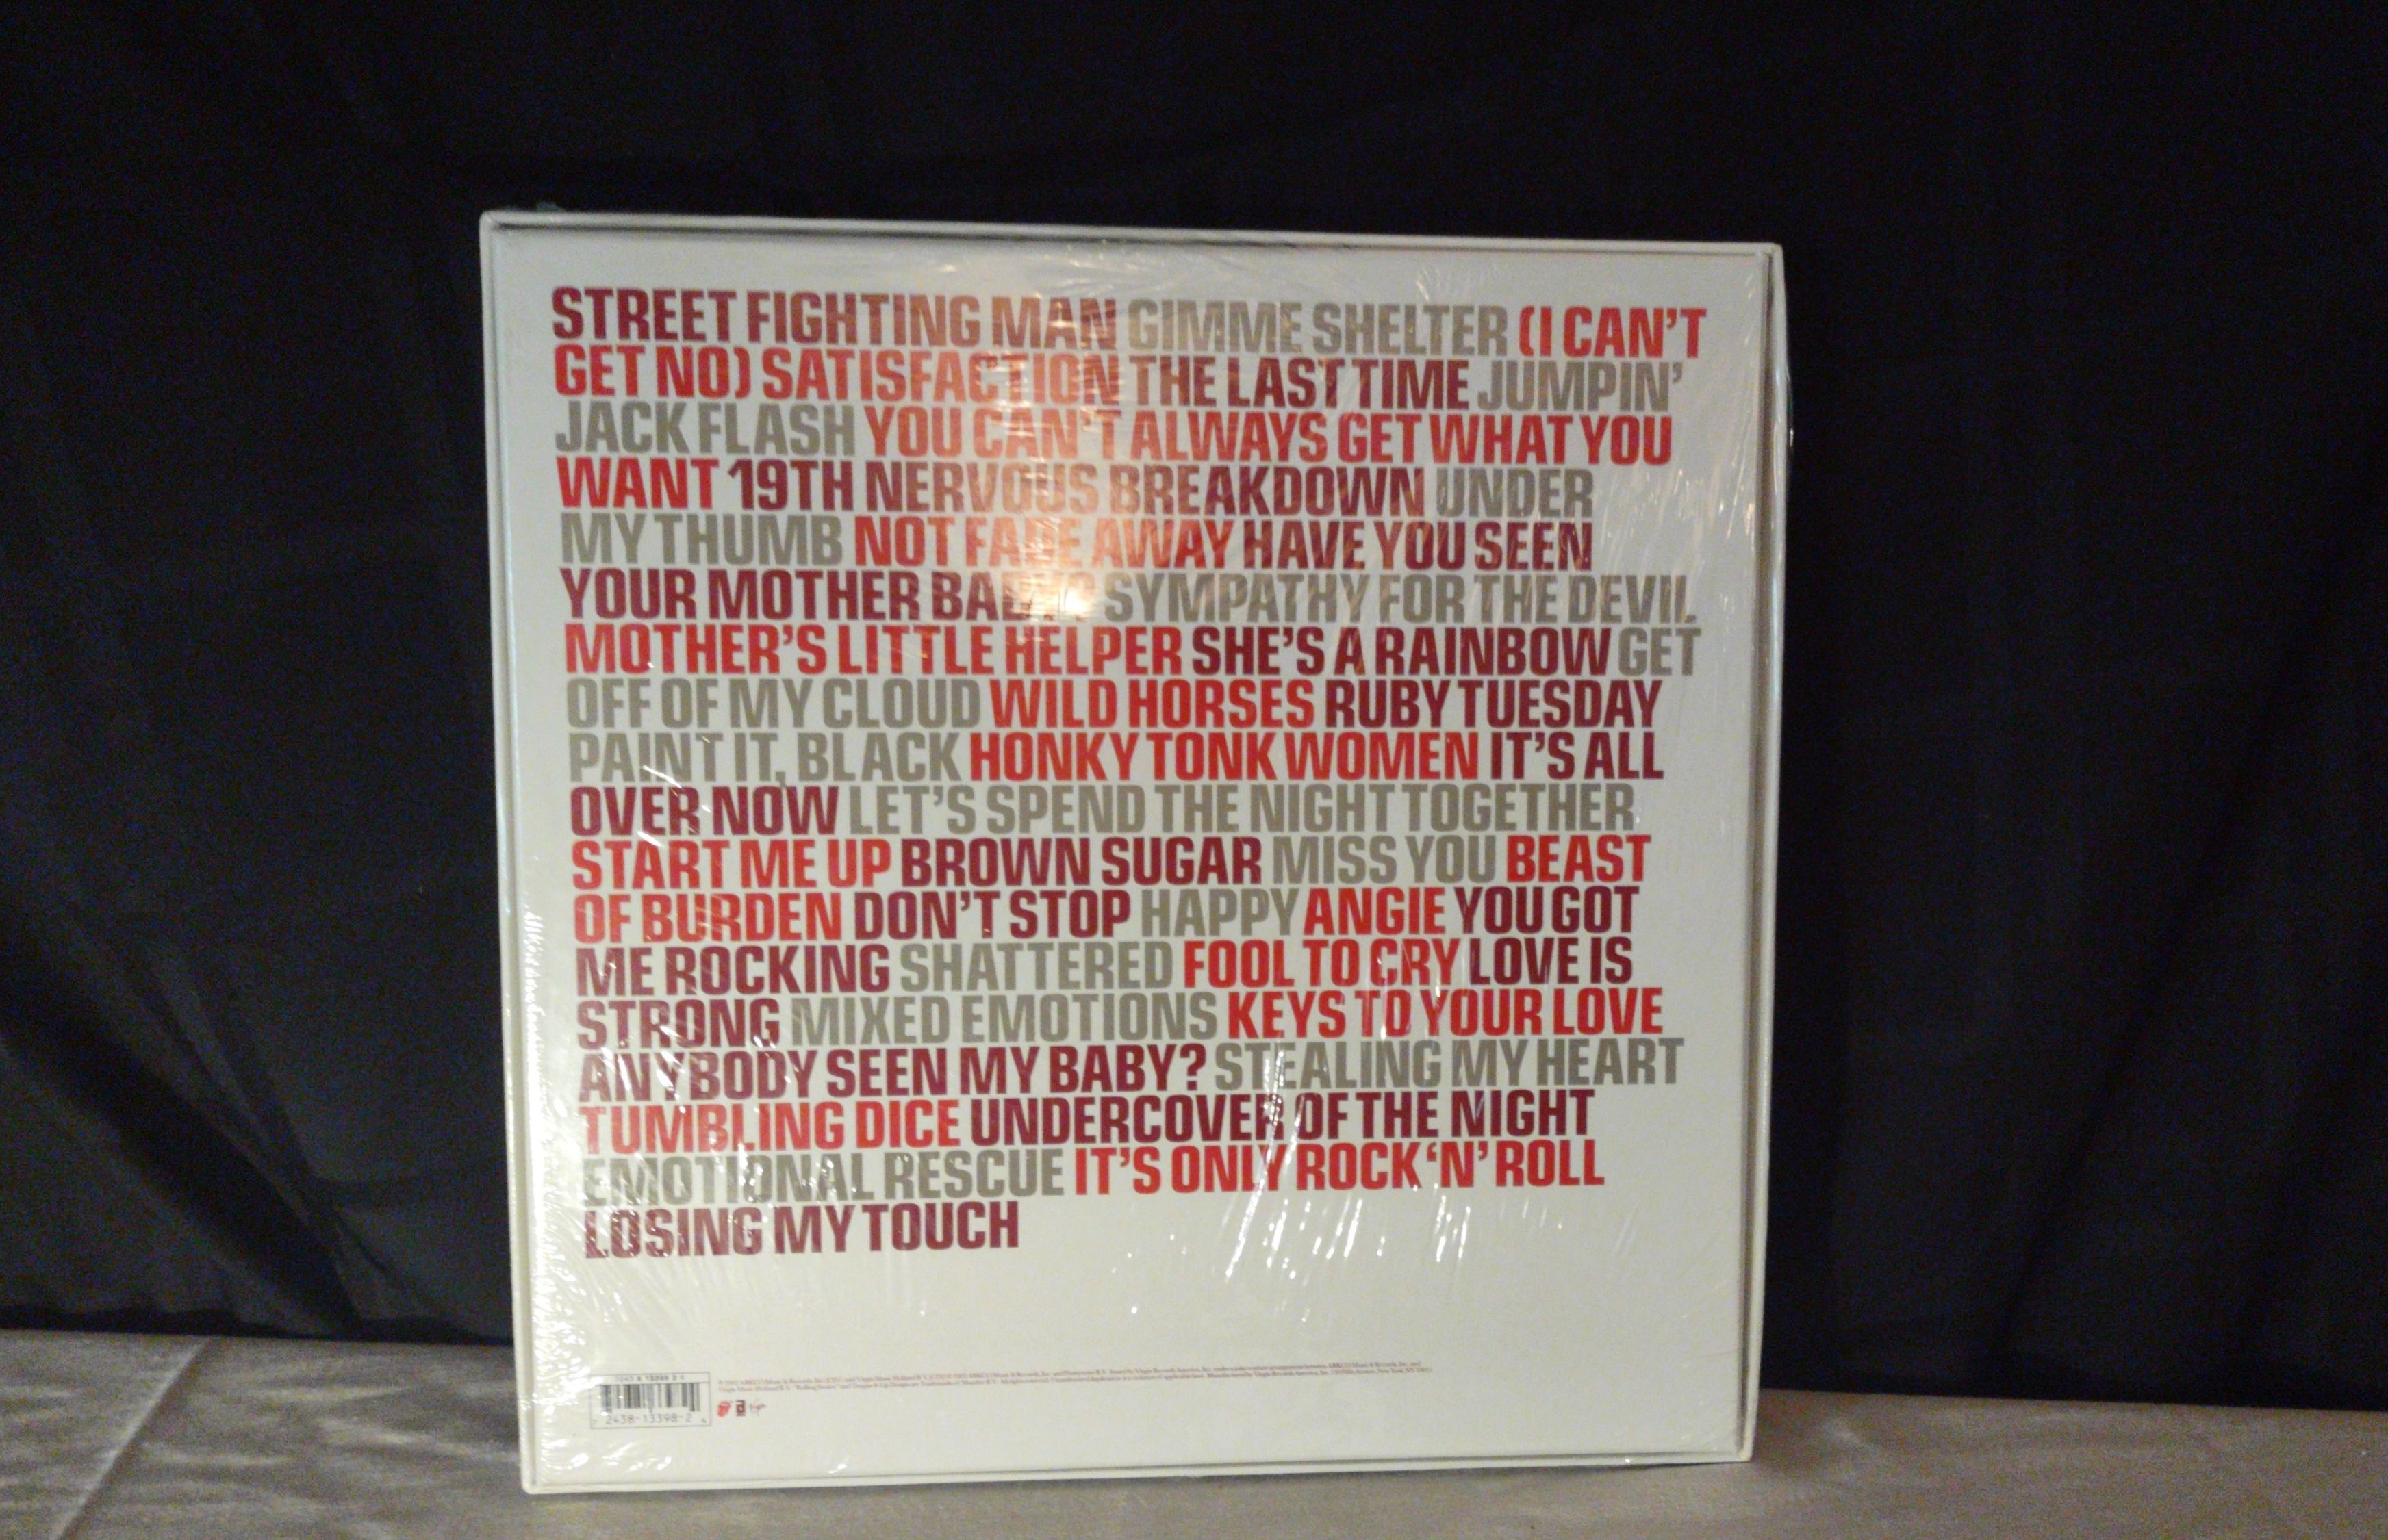 STREET FIGHTING MAN GIMME SHELTER (I CAN'T
GET NO) SATISFACTION THE LAST TIME JUMPIN'
JACK FLASH YOU CAN'T ALWAYS GET WHAT YOU
WANT 19TH NERVOUS BREAKDOWN UNDER
MY THUMB NOT FADE AWAY HAVE YOU SEEN
YOUR MOTHER BABY? SYMPATHY FOR THE DEVIL
MOTHER'S LITTLE HELPER SHE'S A RAINBOW GET
OFF OF MY CLOUD WILD HORSES RUBY TUESDAY
PAINT IT, BLACK HONKY TONK WOMEN IT'S ALL
OVER NOW LET'S SPEND THE NIGHT TOGETHER
START ME UP BROWN SUGAR MISS YOU BEAST
OF BURDEN DON'T STOP HAPPY ANGIE YOU GOT
ME ROCKING SHATTERED FOOL TO CRY LOVE IS
STRONG MIXED EMOTIONS KEYS TO YOUR LOVE
ANYBODY SEEN MY BABY? STEALING MY HEART
TUMBLING DICE UNDERCOVER OF THE NIGHT
EMOTIONAL RESCUE IT'S ONLY ROCK 'N' ROLL
LOSING MY TOUCH
7 2438-13398-2 4